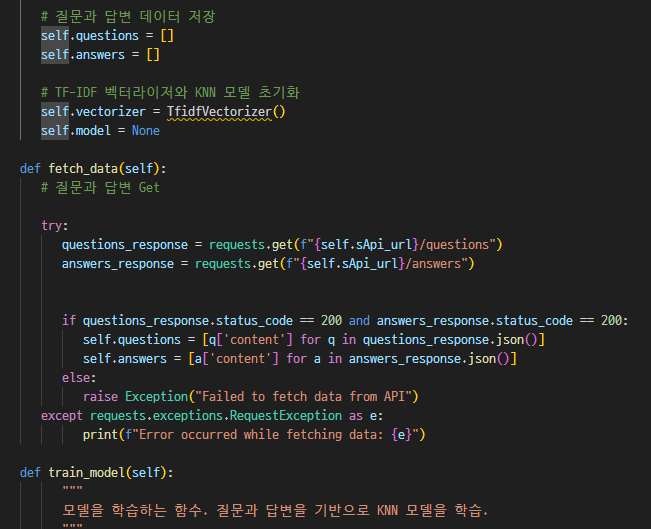 # 질문과 답변 데이터 저장
self.questions = []
self.answers = []
# TF-IDF 벡터라이저와 KNN 모델 초기화
self.vectorizer = TfidfVectorizer()
self.model = None
def fetch_data(self):
# 질문과 답변 Get
try:
questions_response = requests.get(f"{self.sApi_url}/questions")
answers_response = requests.get(f"{self.sApi_url}/answers")
if questions_response.status_code == 200 and answers_response.status_code == 200:
self.questions = [q['content'] for q in questions_response.json()]
self.answers = [a['content'] for a in answers_response.json()]
else:
raise Exception("Failed to fetch data from API")
except requests.exceptions.RequestException as e:
print(f"Error occurred while fetching data: {e}")
def train_model(self):
"""
모델을 학습하는 함수. 질문과 답변을 기반으로 KNN 모델을 학습.
"""